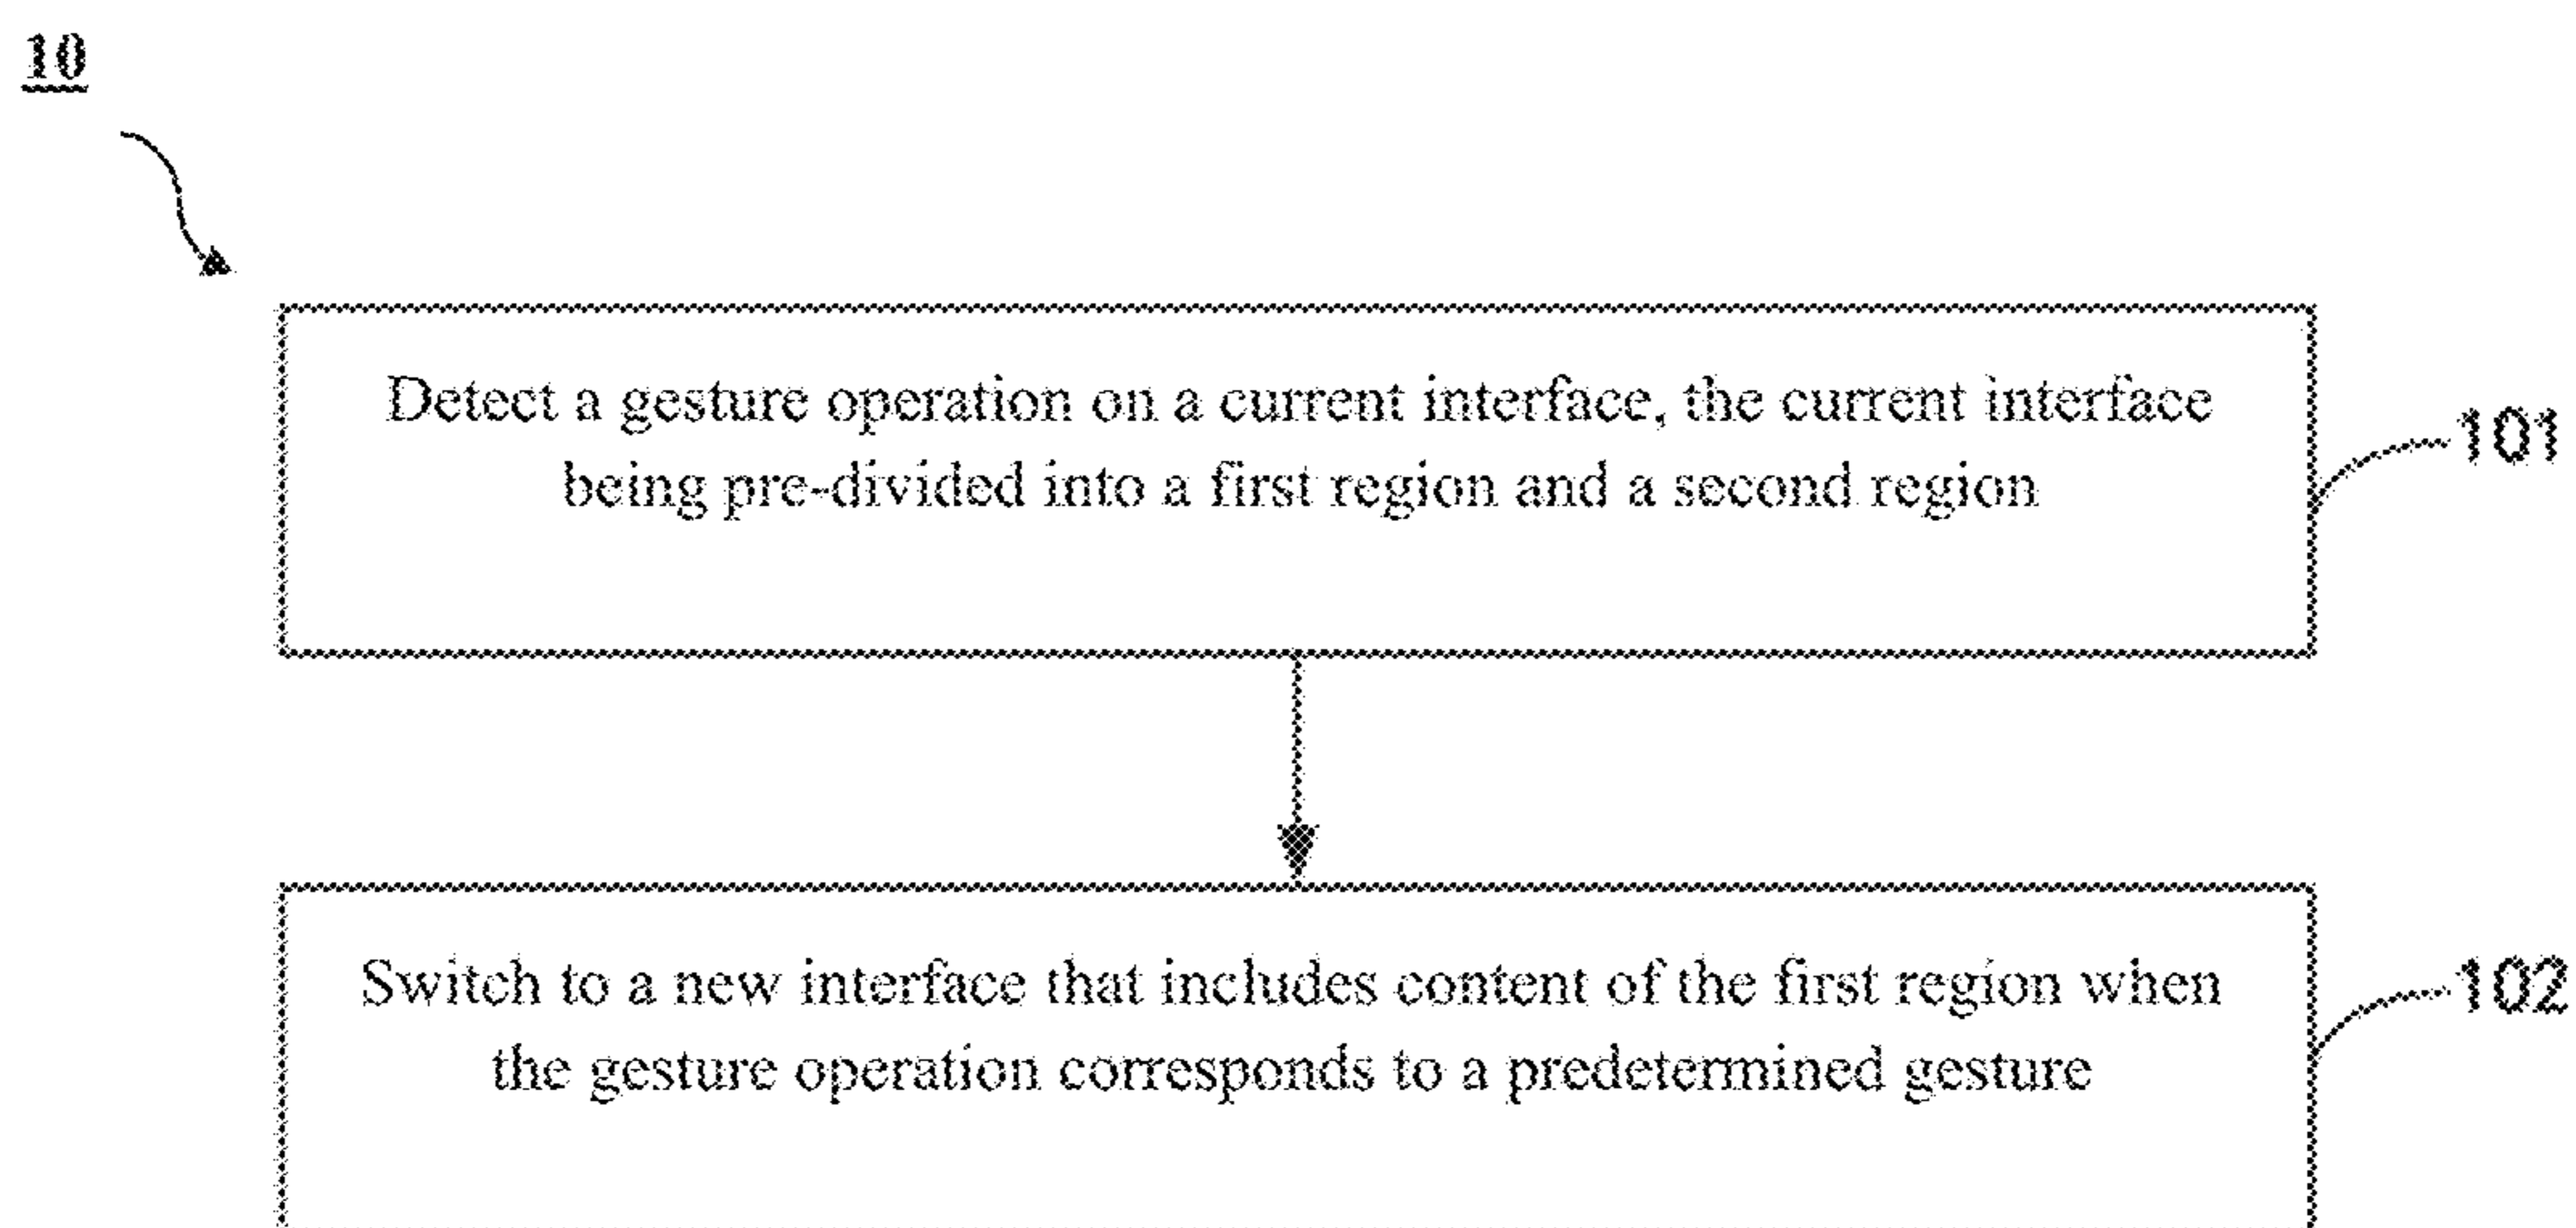 10
Detect a gesture operation on a current interface, the current interface
being pre-divided into a first region and a second region
101
Switch to a new interface that includes content of the first region when
the gesture operation corresponds to a predetermined gesture
102